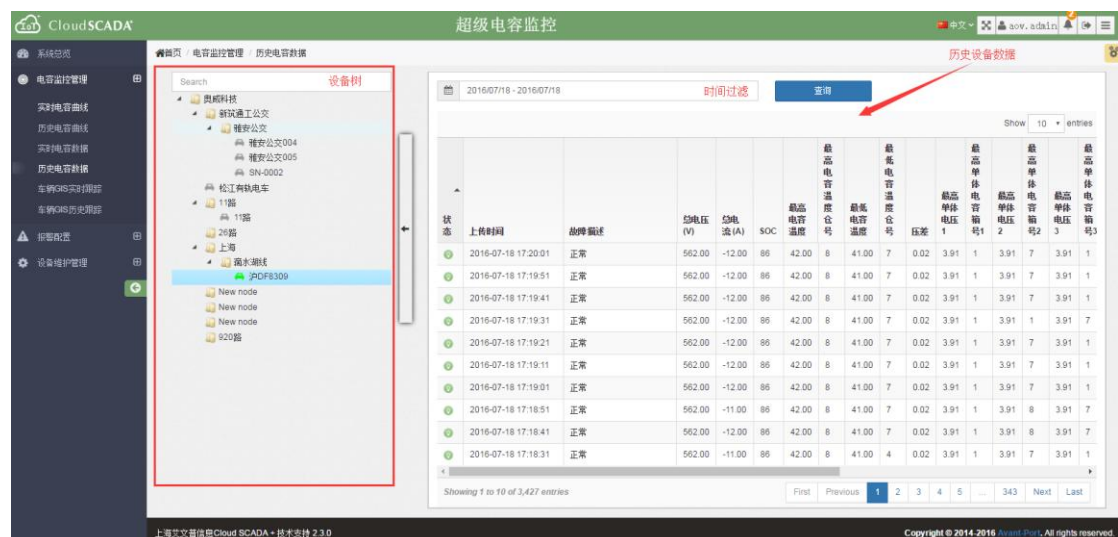 CloudSCADA
超级电容监控
中文
aov.admin
系统总览
电容监控管理
实时电容曲线
历史电容曲线
实时电容数据
历史电容数据
车辆GIS实时跟踪
车辆GIS历史跟踪
报警配置
设备维护管理
首页 / 电容监控管理 / 历史电容数据
历史设备数据
Search 设备树
奥威科技
新筑通工公交
雅安公交
雅安公交004
雅安公交005
SN-0002
松江有轨电车
11路
11路
26路
上海
沪DF8309
New node
New node
New node
920路
2016/07/18 - 2016/07/18 时间过滤 查询
Show 10 entries
状态 上传时间 故障描述 总电压(V) 总电流(A) SOC 最高电容温度 最高电容温度仓号 最低电容温度 最低电容温度仓号 压差 最高单体电压1 最高单体电容箱号1 最高单体电压2 最高单体电容箱号2 最高单体电压3 最高单体电容箱号3
2016-07-18 17:20:01 正常 562.00 -12.00 86 42.00 8 41.00 7 0.02 3.91 1 3.91 7 3.91 1
2016-07-18 17:19:51 正常 562.00 -12.00 86 42.00 8 41.00 7 0.02 3.91 1 3.91 7 3.91 1
2016-07-18 17:19:41 正常 562.00 -12.00 86 42.00 8 41.00 7 0.02 3.91 1 3.91 7 3.91 1
2016-07-18 17:19:31 正常 562.00 -12.00 86 42.00 8 41.00 7 0.02 3.91 1 3.91 1 3.91 7
2016-07-18 17:19:21 正常 562.00 -12.00 86 42.00 8 41.00 7 0.02 3.91 1 3.91 7 3.91 1
2016-07-18 17:19:11 正常 562.00 -12.00 86 42.00 8 41.00 7 0.02 3.91 1 3.91 7 3.91 1
2016-07-18 17:19:01 正常 562.00 -12.00 86 42.00 8 41.00 7 0.02 3.91 1 3.91 7 3.91 1
2016-07-18 17:18:51 正常 562.00 -11.00 86 42.00 8 41.00 7 0.02 3.91 1 3.91 8 3.91 7
2016-07-18 17:18:41 正常 562.00 -12.00 86 42.00 8 41.00 7 0.02 3.91 1 3.91 8 3.91 7
2016-07-18 17:18:31 正常 562.00 -11.00 86 42.00 8 41.00 4 0.02 3.91 1 3.91 7 3.91 1
Showing 1 to 10 of 3,427 entries
First Previous 1 2 3 4 5 ... 343 Next Last
上海艾文普信息Cloud SCADA + 技术支持 2.3.0
Copyright © 2014-2016 Avant-Port. All rights reserved.